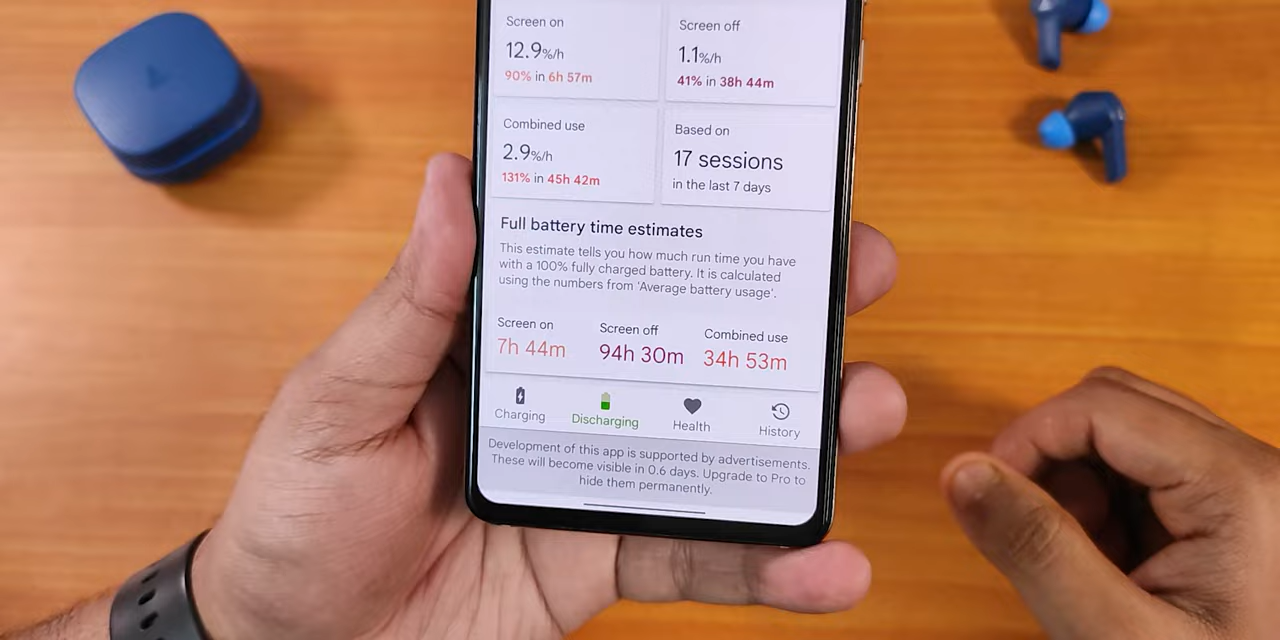 Screen on
12.9%/h
90% in 6h 57m
Screen off
1.1%/h
41% in 38h 44m
Combined use
2.9%/h
131% in 45h 42m
Based on
17 sessions
in the last 7 days
Full battery time estimates
This estimate tells you how much run time you have
with a 100% fully charged battery. It is calculated
using the numbers from 'Average battery usage'.
Screen on
7h 44m
Screen off
94h 30m
Combined use
34h 53m
Charging
Discharging
Health
History
Development of this app is supported by advertisements.
These will become visible in 0.6 days. Upgrade to Pro to
hide them permanently.